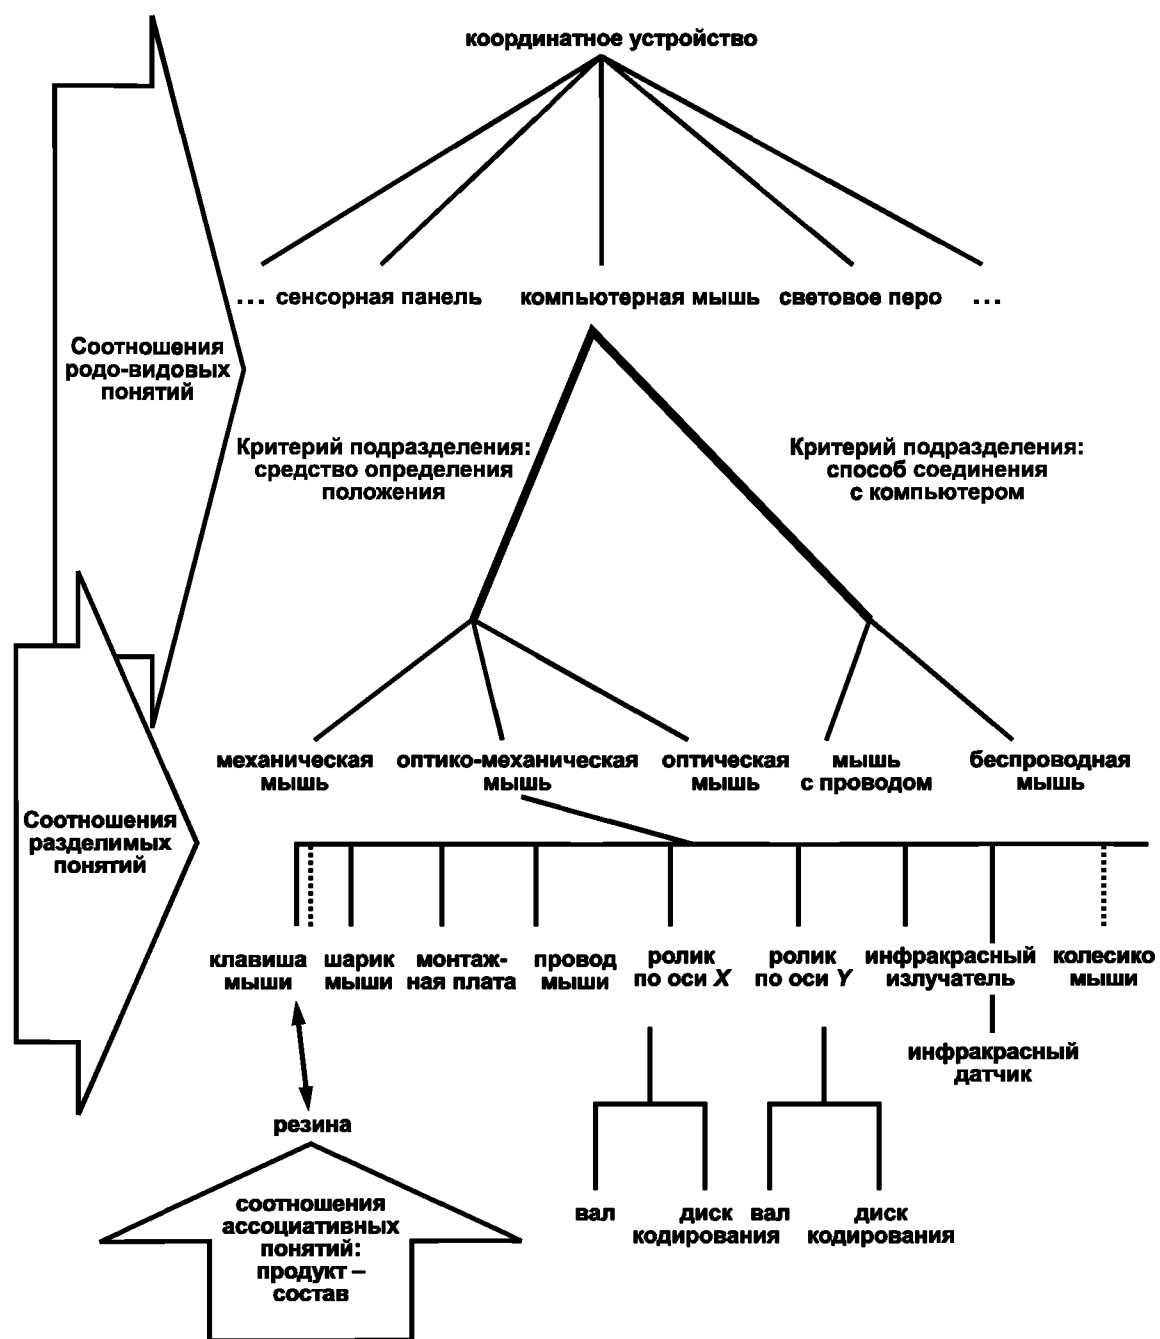 координатное устройство
... сенсорная панель компьютерная мышь световое перо ...
Соотношения
родо-видовых
понятий
Критерий подразделения:
средство определения
положения
Критерий подразделения:
способ соединения
с компьютером
механическая
мышь
оптико-механическая
мышь
оптическая
мышь
мышь
с проводом
беспроводная
мышь
Соотношения
разделимых
понятий
клавиша
мыши
шарик
мыши
монтаж-
ная плата
провод
мыши
ролик
по оси X
ролик
по оси Y
инфракрасный
излучатель
колесико
мыши
инфракрасный
датчик
резина
вал
диск
кодирования
вал
диск
кодирования
соотношения
ассоциативных
понятий:
продукт –
состав